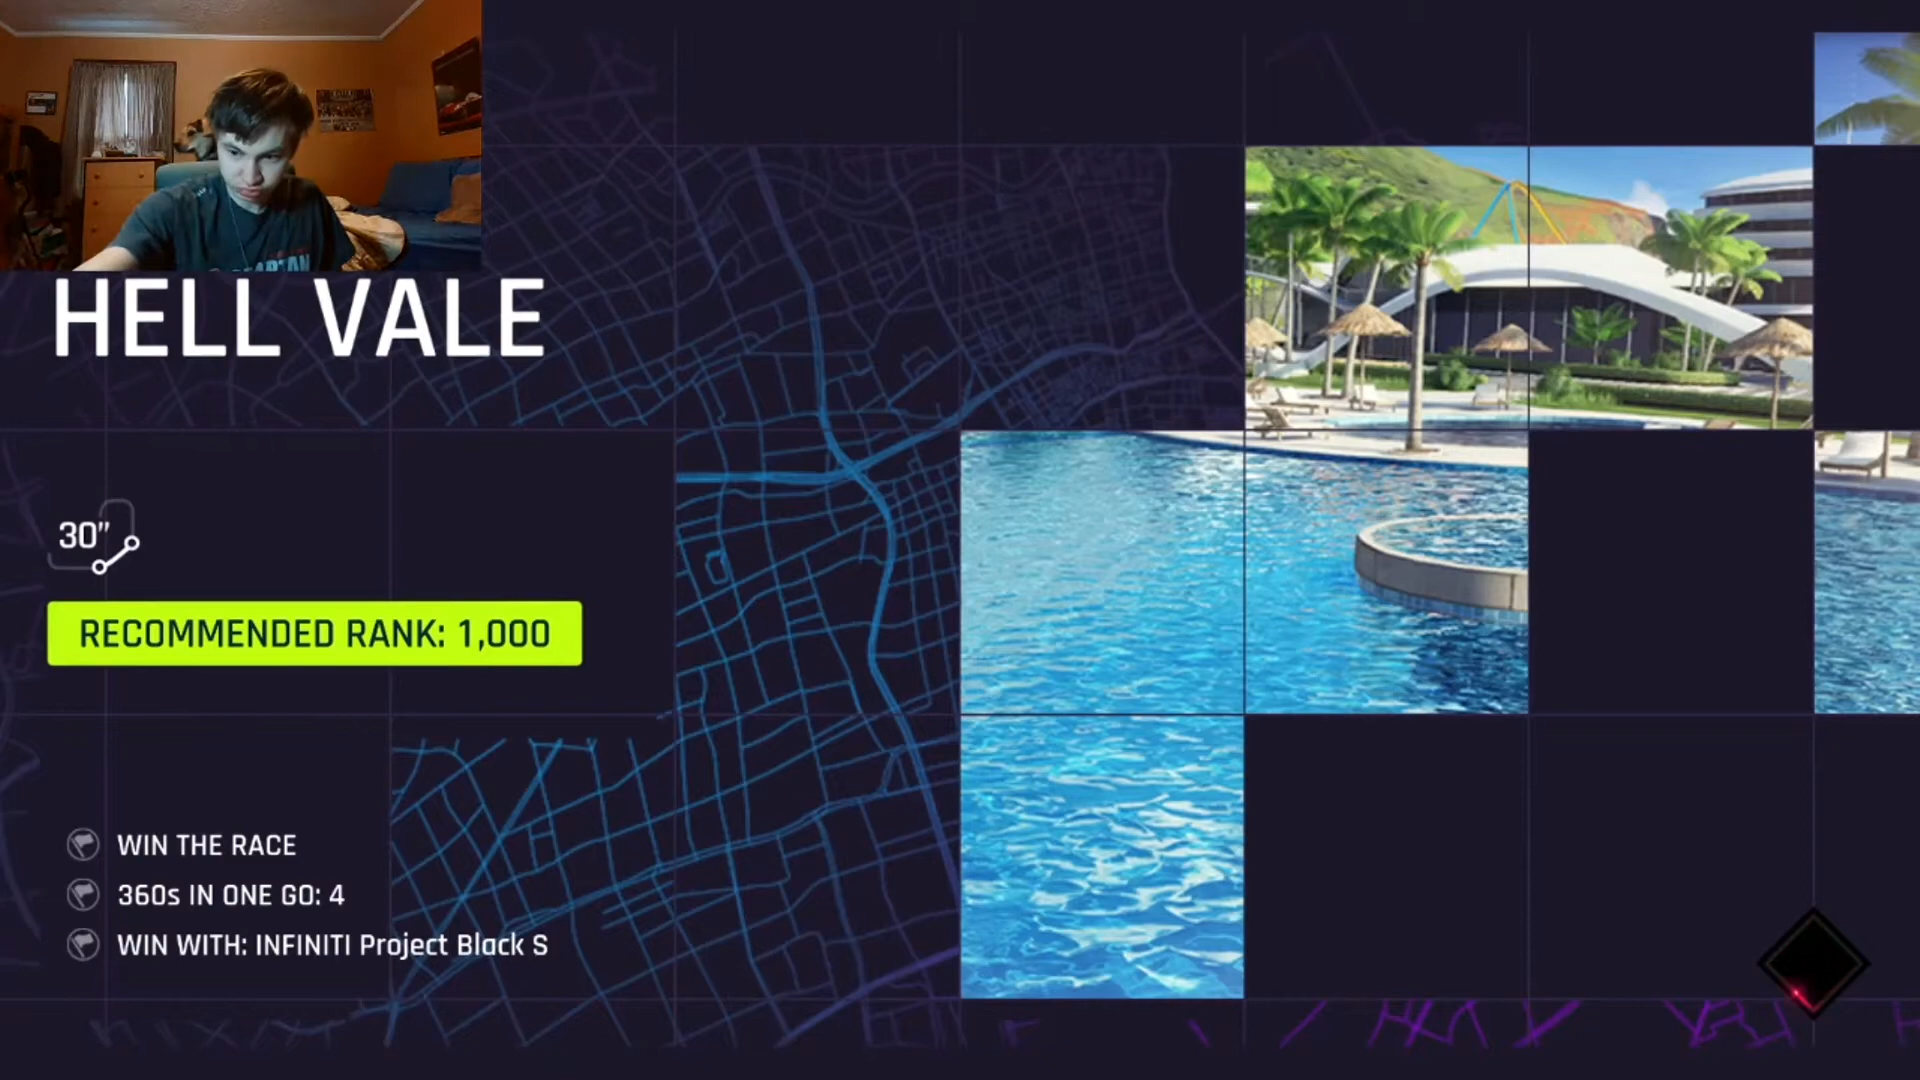 HELL VALE
30"
RECOMMENDED RANK: 1,000
WIN THE RACE
360s IN ONE GO: 4
WIN WITH: INFINITI Project Black S
SPARTAN